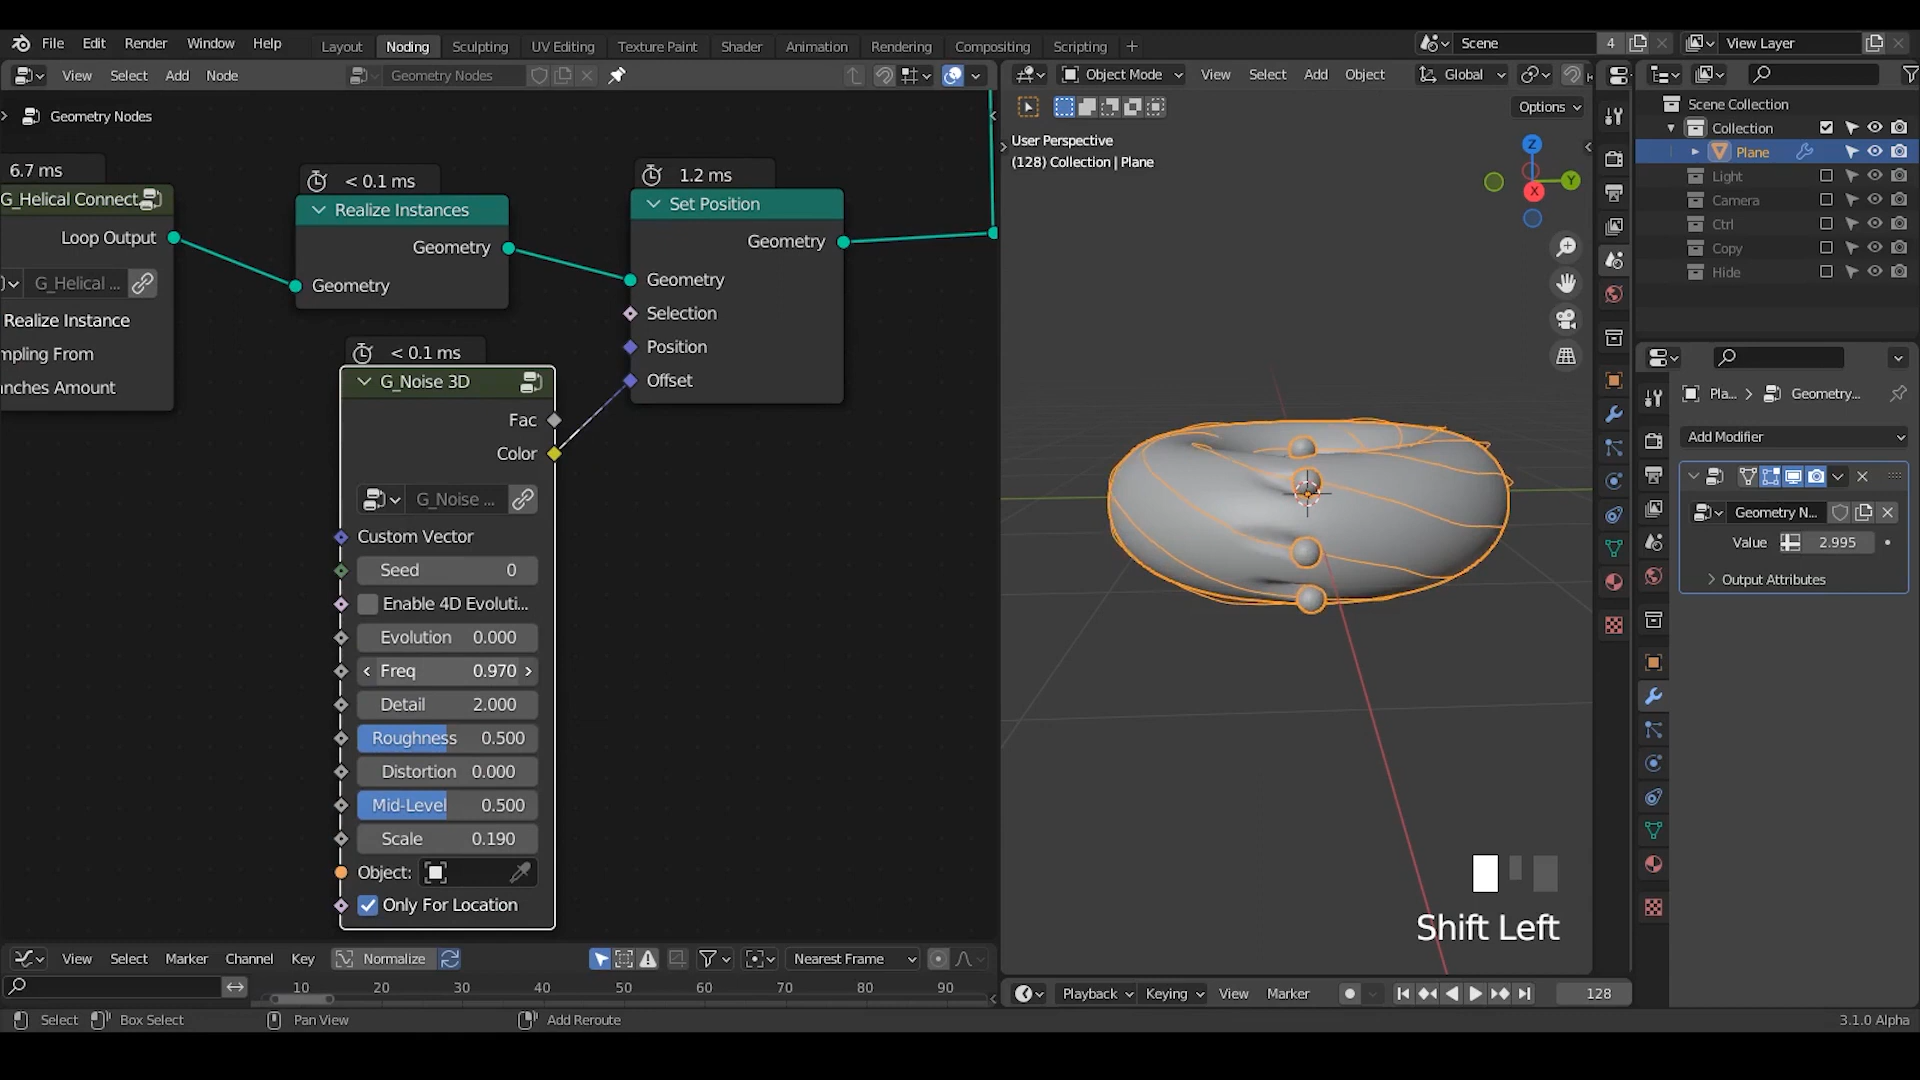 File Edit Render Window Help
Layout Noding Sculpting UV Editing Texture Paint Shader Animation Rendering Compositing Scripting +
Scene 4 View Layer
View Select Add Node Geometry Nodes
Object Mode View Select Add Object Global
Options
Geometry Nodes
User Perspective
(128) Collection | Plane
6.7 ms
G_Helical Connect
Loop Output
G_Helical ...
Realize Instance
mpling From
anches Amount
< 0.1 ms
Realize Instances
Geometry
Geometry
1.2 ms
Set Position
Geometry
Geometry
Selection
Position
Offset
< 0.1 ms
G_Noise 3D
Fac
Color
G_Noise ...
Custom Vector
Seed 0
Enable 4D Evoluti...
Evolution 0.000
Freq 0.970
Detail 2.000
Roughness 0.500
Distortion 0.000
Mid-Level 0.500
Scale 0.190
Object:
Only For Location
Z
Y
X
Shift Left
Scene Collection
Collection
Plane
Light
Camera
Ctrl
Copy
Hide
Pla... > Geometry...
Add Modifier
Geometry N...
Value 2.995
Output Attributes
View Select Marker Channel Key Normalize Nearest Frame
10 20 30 40 50 60 70 80 90
Playback Keying View Marker 128
Select Box Select Pan View Add Reroute 3.1.0 Alpha